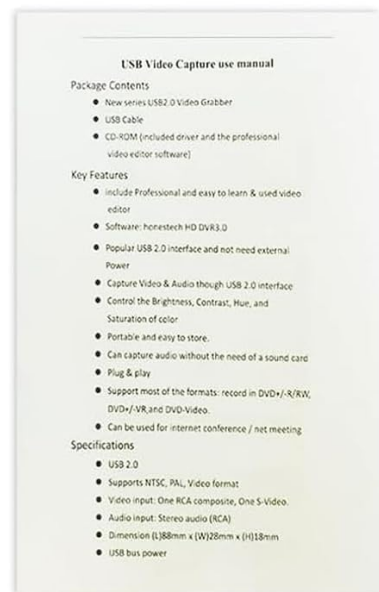 USB Video Capture use manual
Package Contents
● New series USB2.0 Video Grabber
● USB Cable
● CD-ROM (included driver and the professional
video editor software)
Key Features
● include Professional and easy to learn & used video
editor
● Software: honestech HD DVR3.0
● Popular USB 2.0 interface and not need external
Power
● Capture Video & Audio though USB 2.0 interface
● Control the Brightness, Contrast, Hue, and
Saturation of color
● Portable and easy to store.
● Can capture audio without the need of a sound card
● Plug & play
● Support most of the formats: record in DVD+/-R/RW,
DVD+/-VR,and DVD-Video.
● Can be used for internet conference / net meeting
Specifications
● USB 2.0
● Supports NTSC, PAL, Video format
● Video input: One RCA composite, One S-Video.
● Audio input: Stereo audio (RCA)
● Dimension (L)88mm x (W)28mm x (H)18mm
● USB bus power